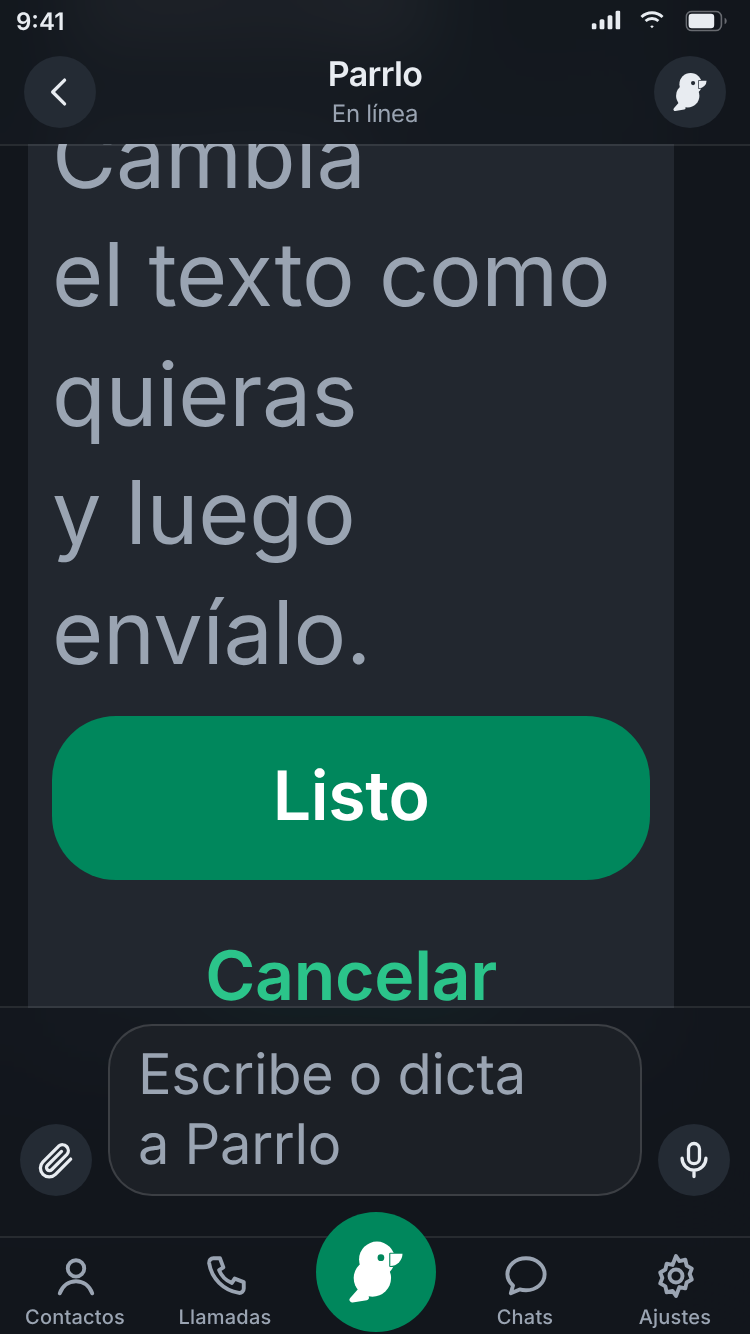 9:41
Parrlo
En línea
Cambia
el texto como
quieras
y luego
envíalo.
Listo
Cancelar
Escribe o dicta
a Parrlo
Contactos
Llamadas
Chats
Ajustes